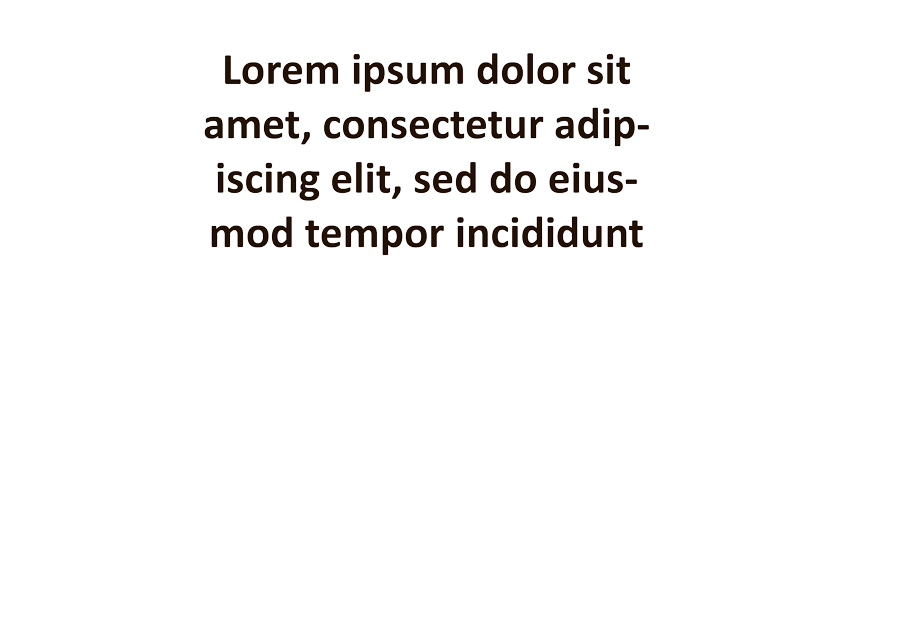 Lorem ipsum dolor sit
amet, consectetur adip-
iscing elit, sed do eius-
mod tempor incididunt